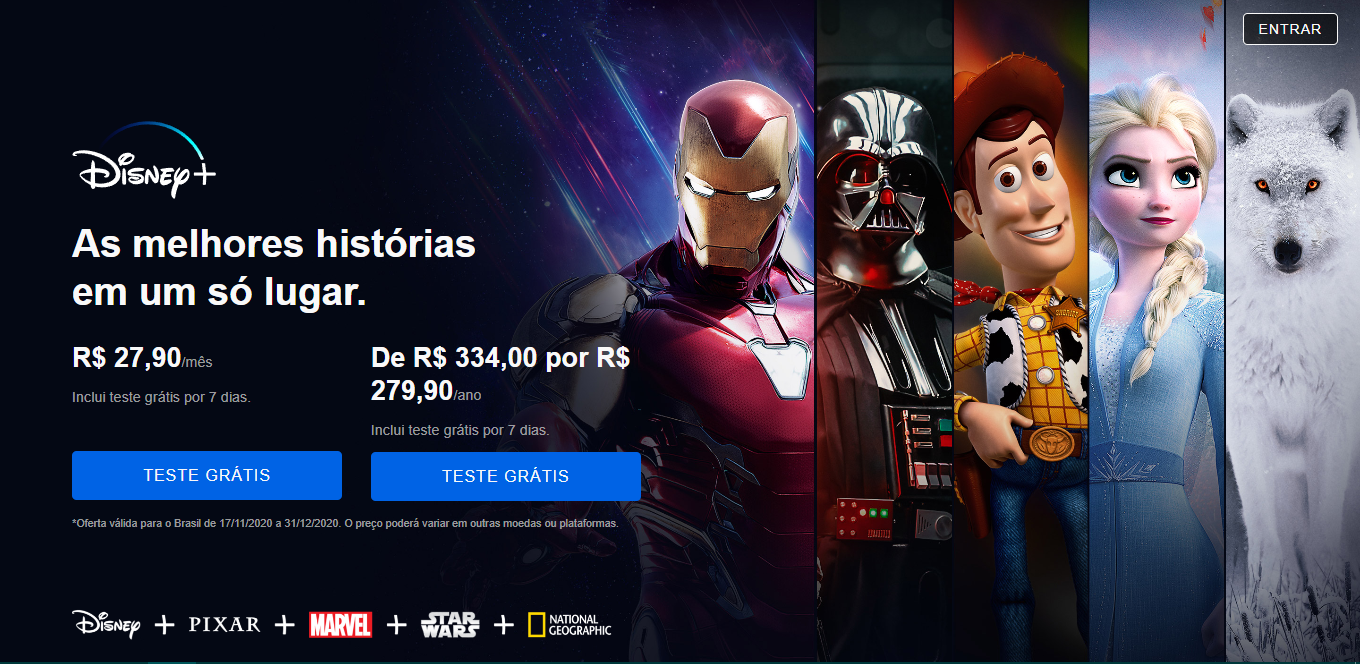 ENTRAR
Disney+
As melhores histórias
em um só lugar.
R$ 27,90/mês
Inclui teste grátis por 7 dias.
TESTE GRÁTIS
De R$ 334,00 por R$
279,90/ano
Inclui teste grátis por 7 dias.
TESTE GRÁTIS
*Oferta válida para o Brasil de 17/11/2020 a 31/12/2020. O preço poderá variar em outras moedas ou plataformas.
Disney + PIXAR + MARVEL + STAR WARS + NATIONAL GEOGRAPHIC